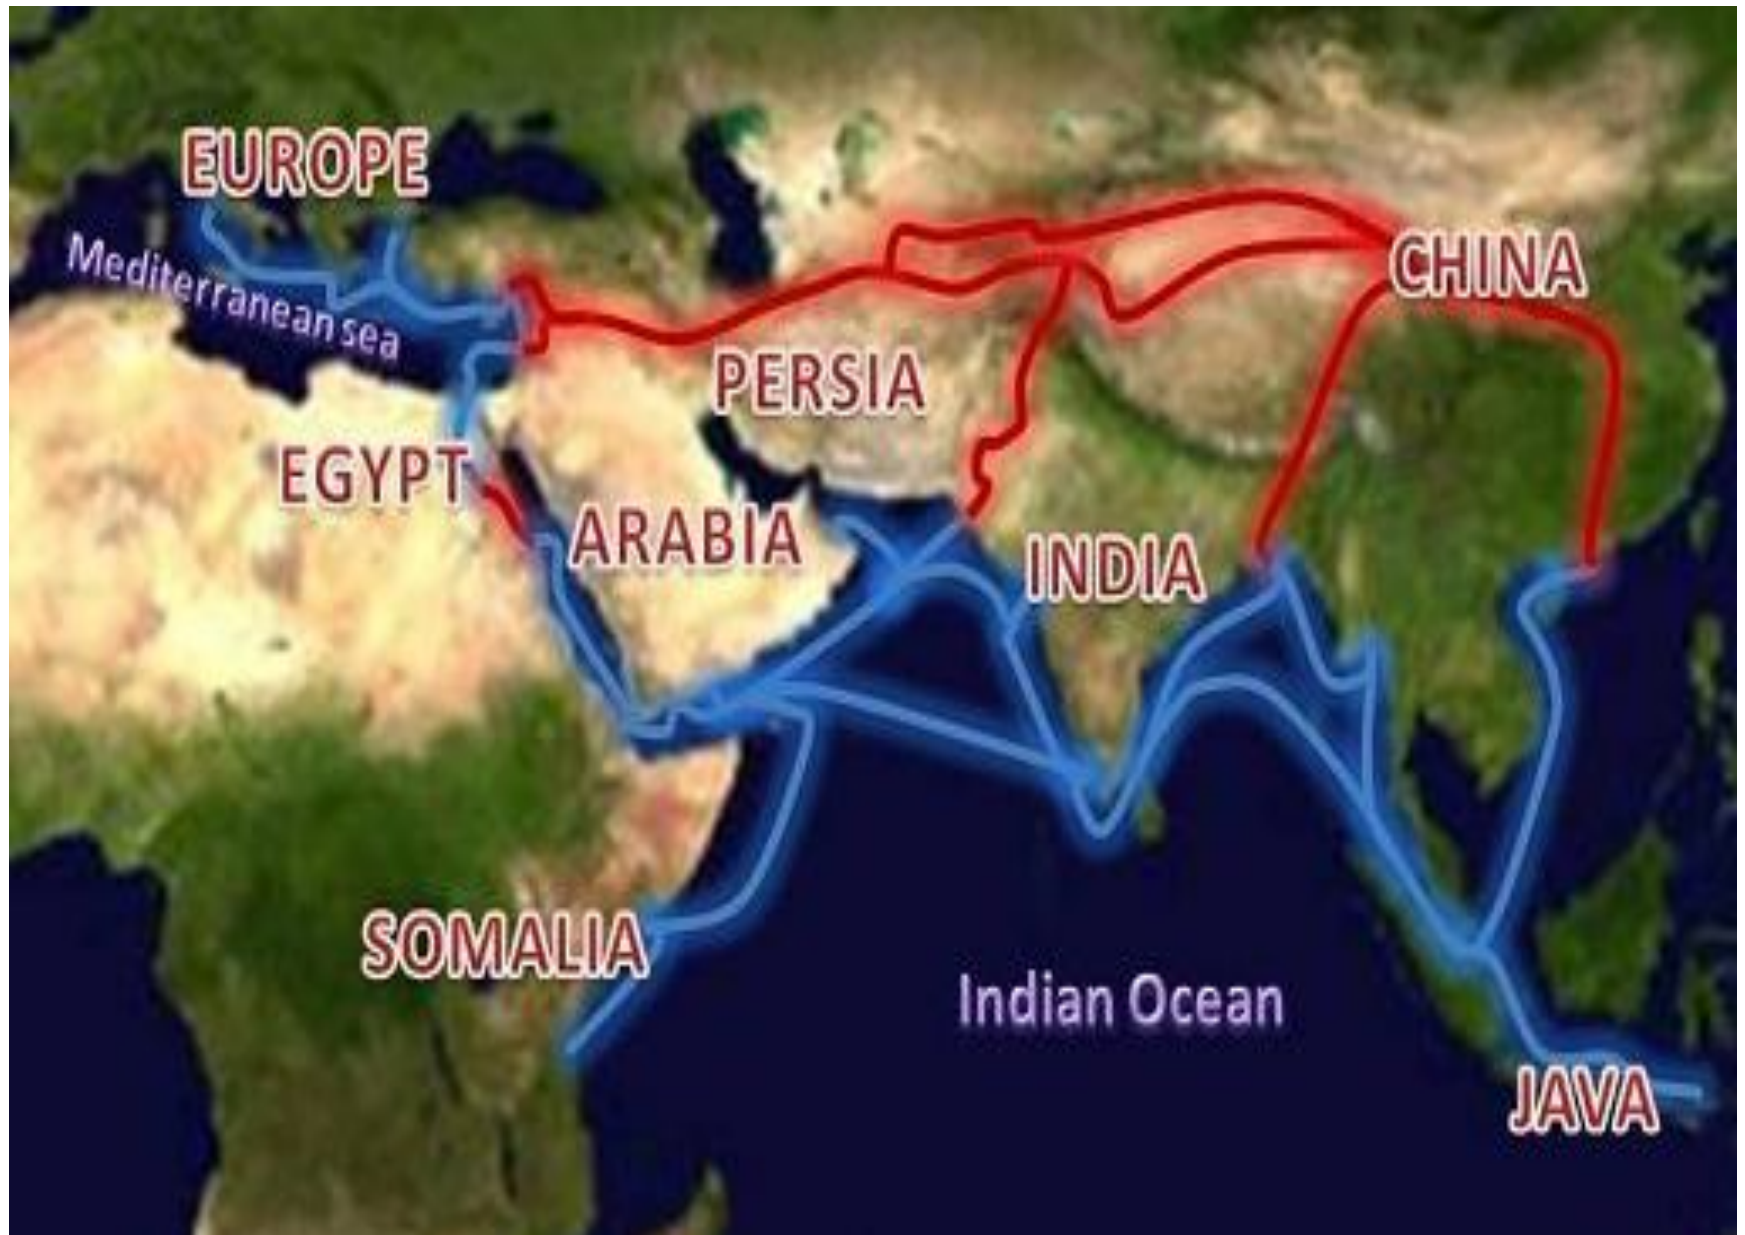 EUROPE
Mediterranean sea
CHINA
PERSIA
EGYPT
ARABIA
INDIA
SOMALIA
Indian Ocean
JAVA